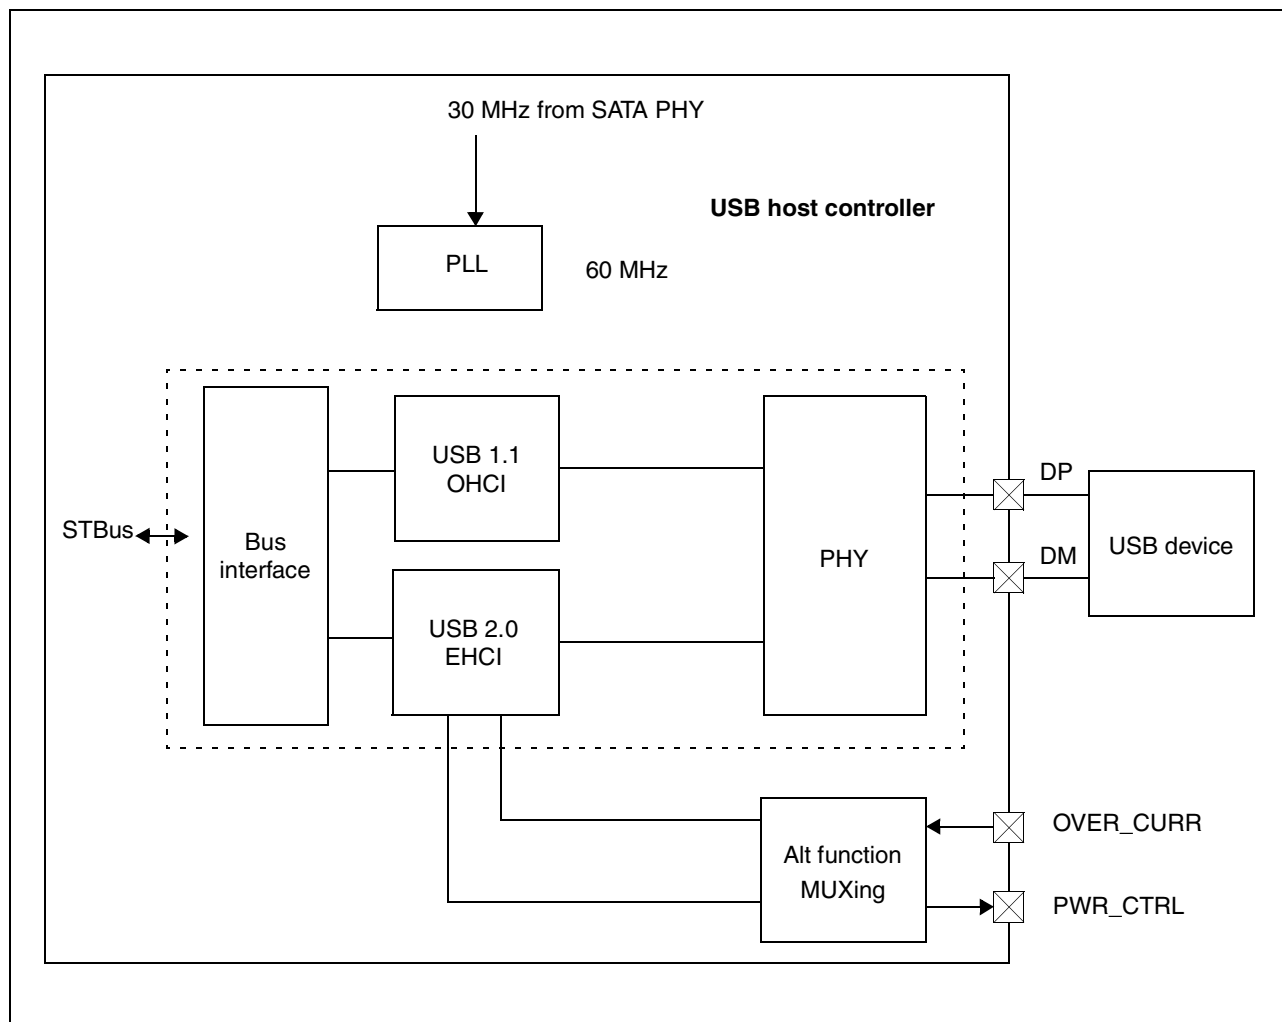 30 MHz from SATA PHY
USB host controller
PLL
60 MHz
USB 1.1
OHCI
DP
STBus
Bus
interface
PHY
USB device
DM
USB 2.0
EHCI
OVER_CURR
Alt function
MUXing
PWR_CTRL